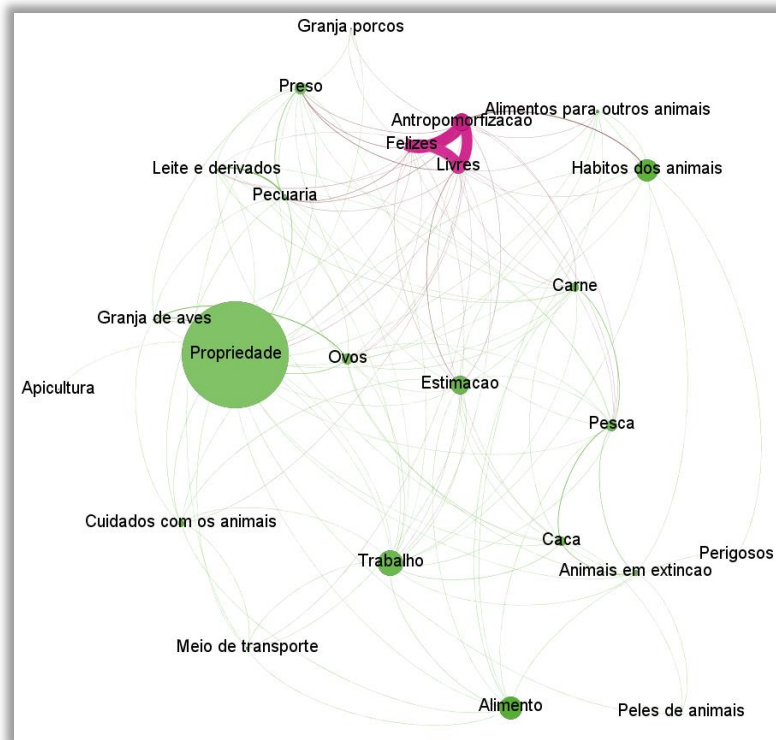 Granja porcos
Preso
Alimentos para outros animais
Antropomorfizacao
Felizes
Livres
Leite e derivados
Habitos dos animais
Pecuaria
Carne
Granja de aves
Propriedade
Ovos
Apicultura
Estimacao
Pesca
Cuidados com os animais
Caca
Perigosos
Trabalho
Animais em extincao
Meio de transporte
Alimento
Peles de animais